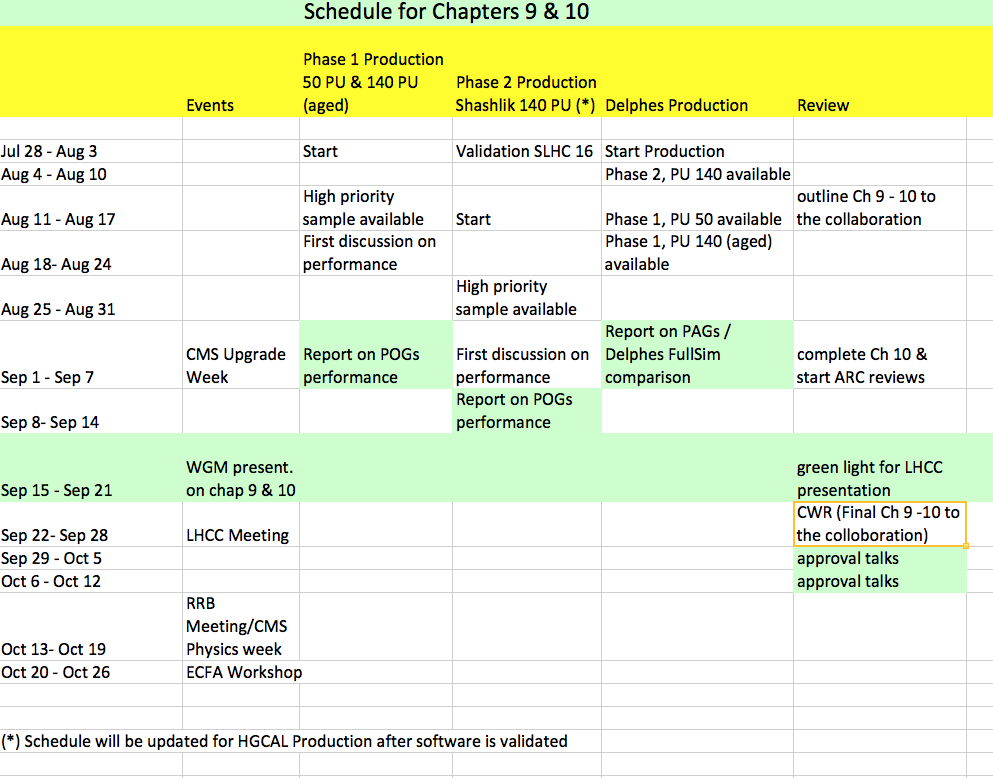 Schedule for Chapters 9 & 10
Phase 1 Production
50 PU & 140 PU Phase 2 Production
Events (aged) Shashlik 140 PU (*) Delphes Production Review
Jul 28 - Aug 3 Start Validation SLHC 16 Start Production
Aug 4 - Aug 10 Phase 2, PU 140 available
High priority outline Ch 9 - 10 to
Aug 11 - Aug 17 sample available Start Phase 1, PU 50 available the collaboration
First discussion on Phase 1, PU 140 (aged)
Aug 18- Aug 24 performance available
High priority
Aug 25 - Aug 31 sample available
Report on PAGs /
CMS Upgrade Report on POGs First discussion on Delphes FullSim complete Ch 10 &
Sep 1 - Sep 7 Week performance performance comparison start ARC reviews
Report on POGs
Sep 8- Sep 14 performance
WGM present. green light for LHCC
Sep 15 - Sep 21 on chap 9 & 10 presentation
CWR (Final Ch 9 -10 to
Sep 22- Sep 28 LHCC Meeting the colloboration)
Sep 29 - Oct 5 approval talks
Oct 6 - Oct 12 approval talks
RRB
Meeting/CMS
Oct 13- Oct 19 Physics week
Oct 20 - Oct 26 ECFA Workshop
(*) Schedule will be updated for HGCAL Production after software is validated